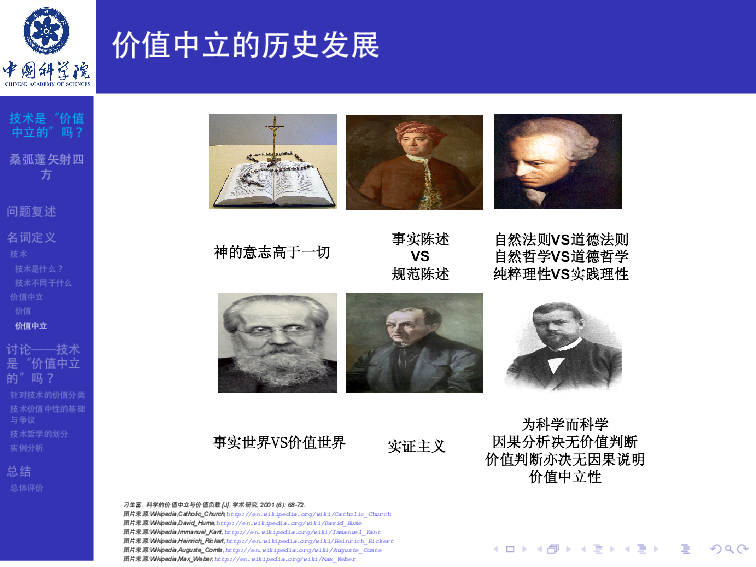 中国科学院
CHINESE ACADEMY OF SCIENCES
价值中立的历史发展
技术是“价值
中立的”吗？
桑弧蓬矢射四
方
问题复述
名词定义
技术
技术是什么？
技术不同于什么
价值中立
价值
价值中立
讨论——技术
是“价值中立
的”吗？
针对技术的价值分类
技术价值中性的基础
与争议
技术哲学的划分
实例分析
总结
总体评价
神的意志高于一切
事实陈述
VS
规范陈述
自然法则VS道德法则
自然哲学VS道德哲学
纯粹理性VS实践理性
事实世界VS价值世界
实证主义
为科学而科学
因果分析决无价值判断
价值判断亦决无因果说明
价值中立性
刁生富. 科学的价值中立与价值负载 [J]. 学术研究, 2001 (6): 68-72.
图片来源:Wikipedia,Catholic_Church,http://en.wikipedia.org/wiki/Catholic_Church
图片来源:Wikipedia,David_Hume,http://en.wikipedia.org/wiki/David_Hume
图片来源:Wikipedia,Immanuel_Kant,http://en.wikipedia.org/wiki/Immanuel_Kant
图片来源:Wikipedia,Heinrich_Rickert,http://en.wikipedia.org/wiki/Heinrich_Rickert
图片来源:Wikipedia,Auguste_Comte,http://en.wikipedia.org/wiki/Auguste_Comte
图片来源:Wikipedia,Max_Weber,http://en.wikipedia.org/wiki/Max_Weber